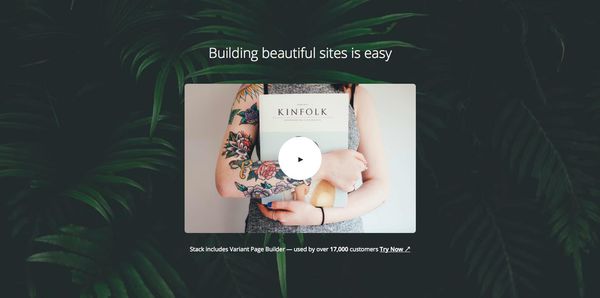 Building beautiful sites is easy
KINFOLK
Stack includes Variant Page Builder — used by over 17,000 customers Try Now ↗